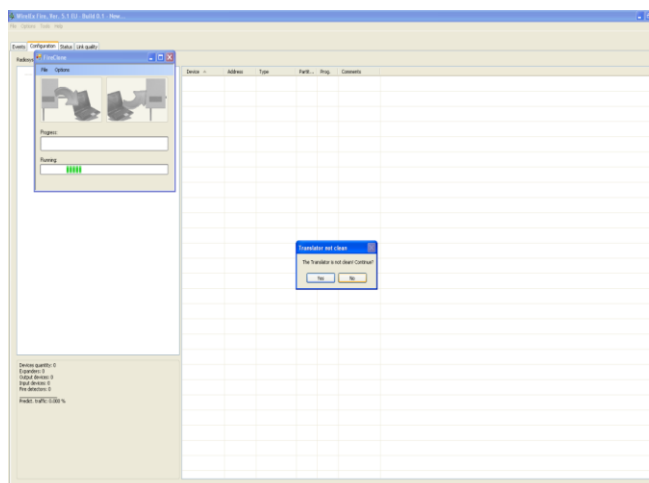 WireEx Fire, Ver. 5.1 DJ - Build 0.1 - New...
File Options Tools Help
Events Configuration Status Link quality
FireClone
File Options
Progress:
Running:
Device Address Type Partit... Prog. Comments
Translator not clean
The Translator is not clean! Continue?
Yes No
Devices quantity: 0
Expanders: 0
Output devices: 0
Input devices: 0
Fire detectors: 0
Predict. traffic: 0.000 %